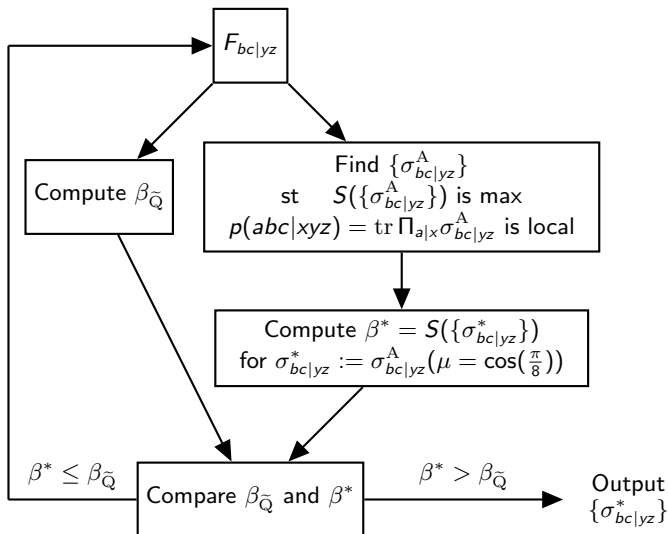 F_{bc|yz}
Compute β_{Q̃}
Find {σ^A_{bc|yz}}
st S({σ^A_{bc|yz}}) is max
p(abc|xyz) = tr Π_{a|x} σ^A_{bc|yz} is local
Compute β* = S({σ*_{bc|yz}})
for σ*_{bc|yz} := σ^A_{bc|yz}(μ = cos(π/8))
β* ≤ β_{Q̃}
Compare β_{Q̃} and β*
β* > β_{Q̃}
Output
{σ*_{bc|yz}}